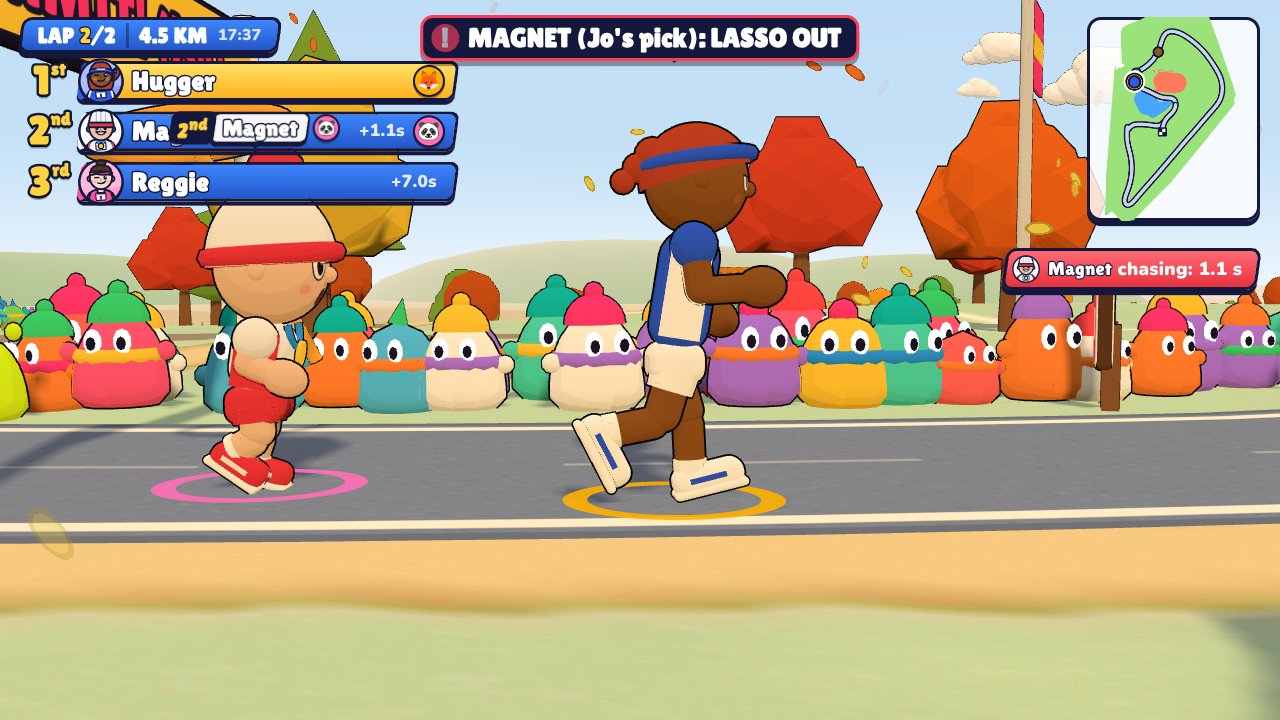 LAP 2/2 4.5 KM 17:37
MAGNET (Jo's pick): LASSO OUT
1st Hugger
2nd Ma 2nd Magnet +1.1s
3rd Reggie +7.0s
Magnet chasing: 1.1 s